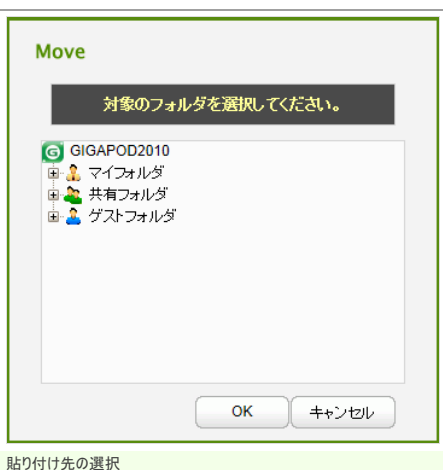 Move
対象のフォルダを選択してください。
GIGAPOD2010
マイフォルダ
共有フォルダ
ゲストフォルダ
OK キャンセル
貼り付け先の選択